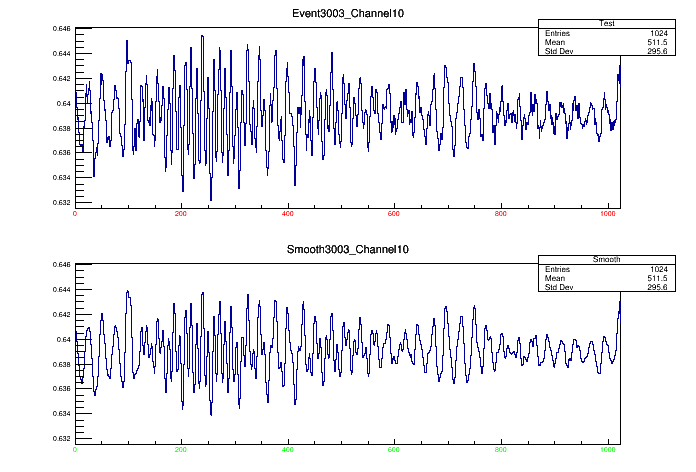 Event3003_Channel10
Test
Entries 1024
Mean 511.5
Std Dev 295.6
0.646
0.644
0.642
0.64
0.638
0.636
0.634
0.632
0 200 400 600 800 1000
Smooth3003_Channel10
Smooth
Entries 1024
Mean 511.5
Std Dev 295.6
0.646
0.644
0.642
0.64
0.638
0.636
0.634
0.632
0 200 400 600 800 1000